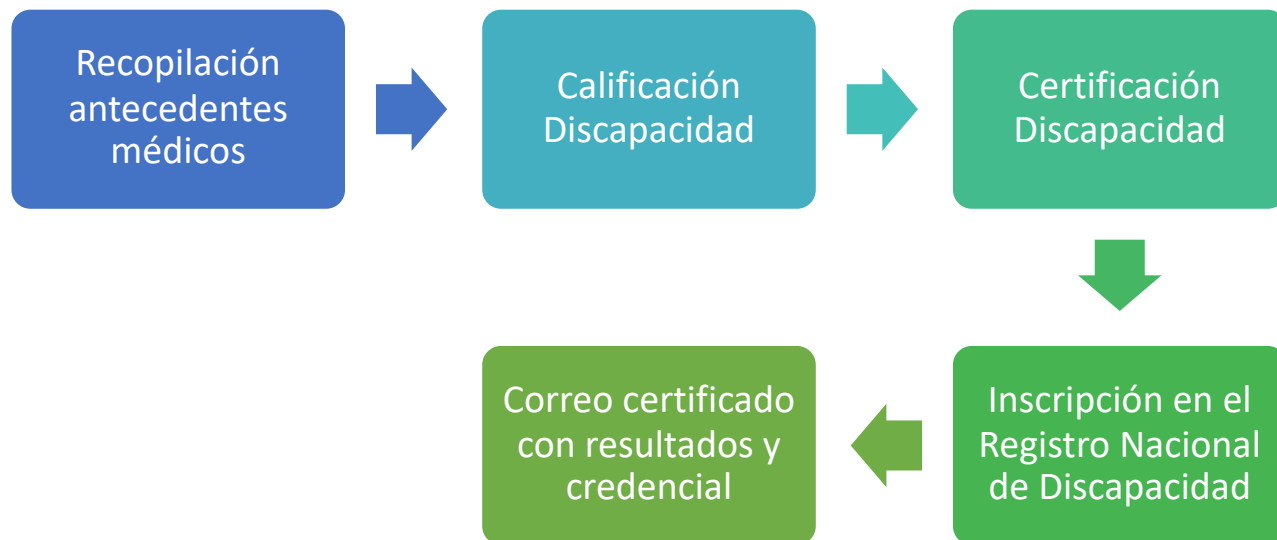 Recopilación
antecedentes
médicos
Calificación
Discapacidad
Certificación
Discapacidad
Inscripción en el
Registro Nacional
de Discapacidad
Correo certificado
con resultados y
credencial